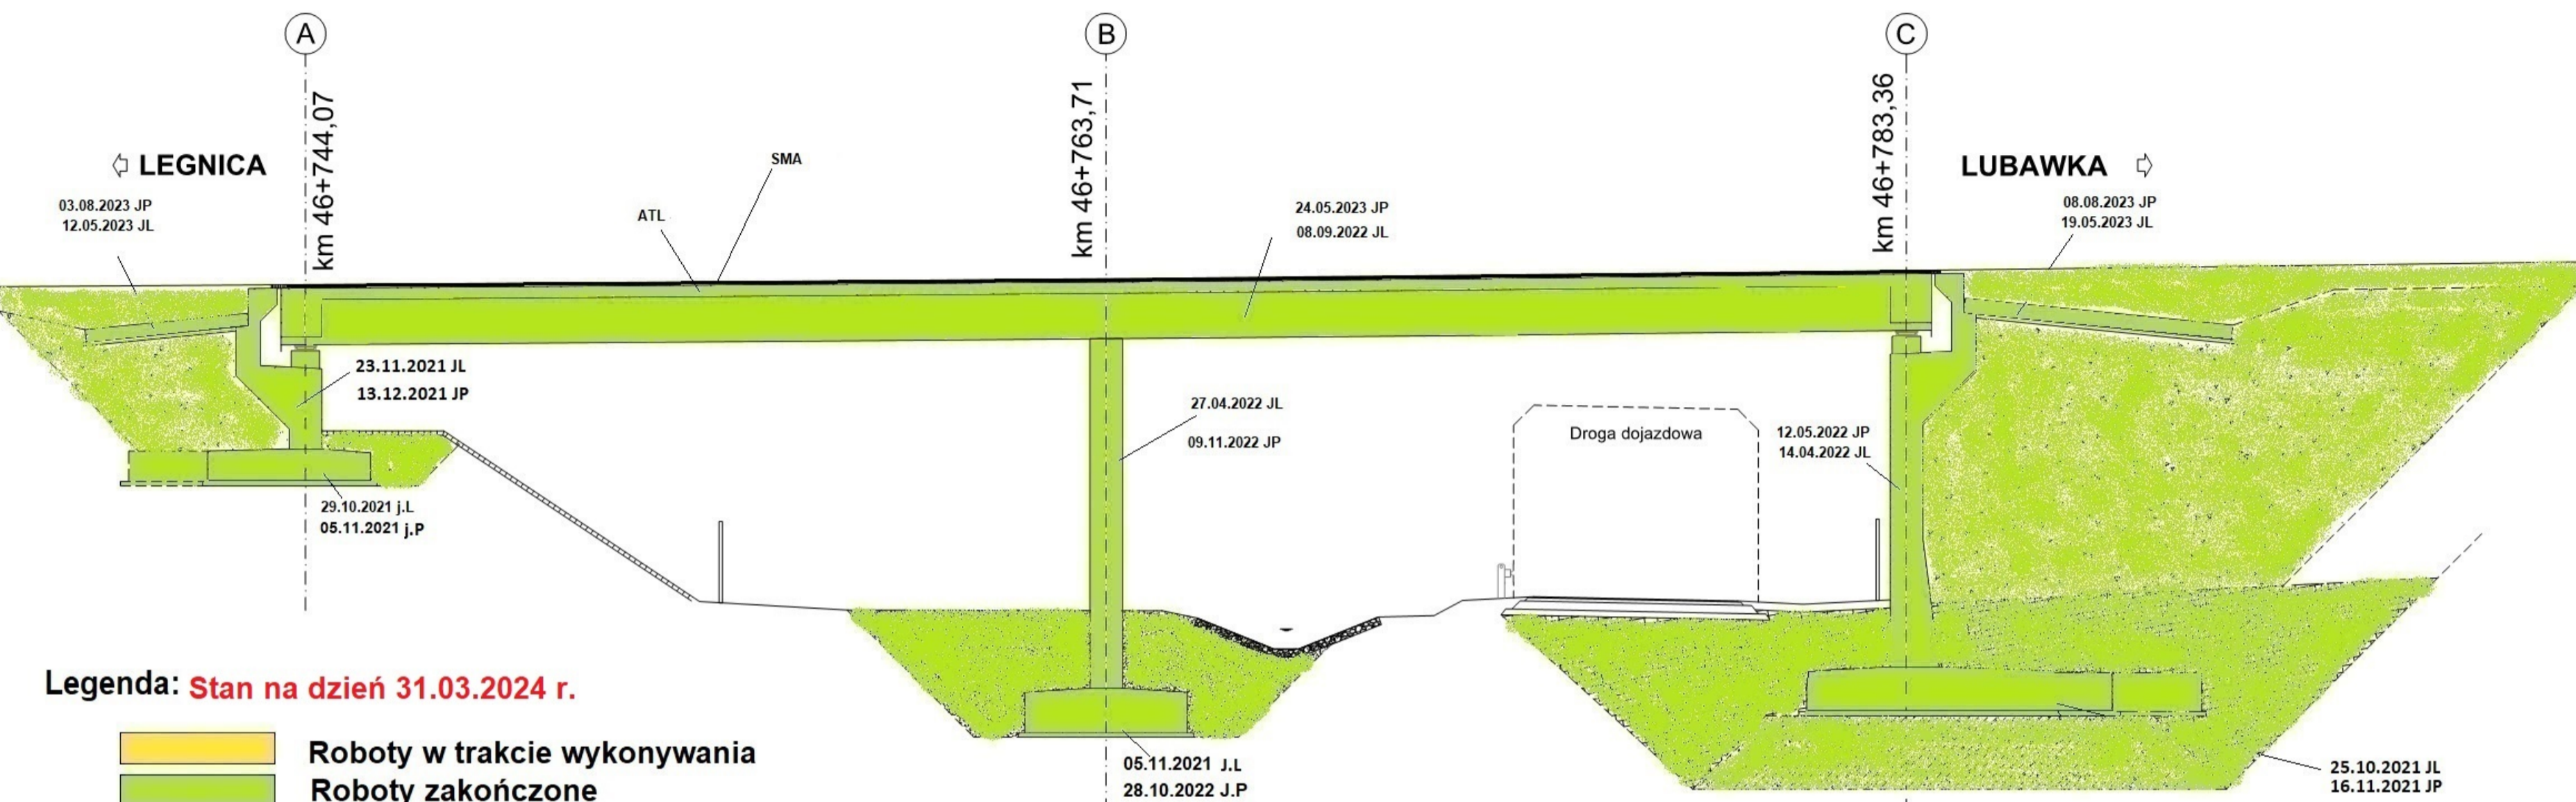 A
B
C
km 46+744,07
km 46+763,71
km 46+783,36
LEGNICA
LUBAWKA
03.08.2023 JP
12.05.2023 JL
SMA
ATL
24.05.2023 JP
08.09.2022 JL
08.08.2023 JP
19.05.2023 JL
23.11.2021 JL
13.12.2021 JP
27.04.2022 JL
09.11.2022 JP
Droga dojazdowa
12.05.2022 JP
14.04.2022 JL
29.10.2021 j.L
05.11.2021 j.P
Legenda: Stan na dzień 31.03.2024 r.
Roboty w trakcie wykonywania
Roboty zakończone
05.11.2021 J.L
28.10.2022 J.P
25.10.2021 JL
16.11.2021 JP